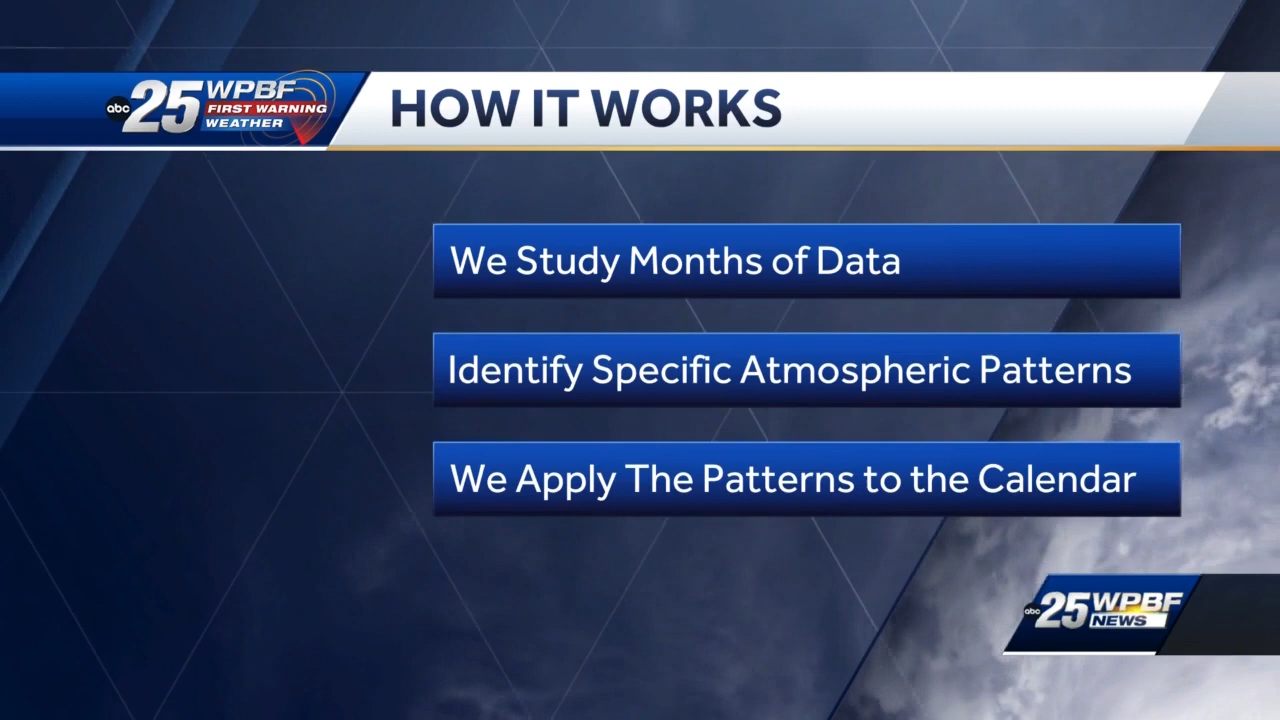 abc 25 WPBF
FIRST WARNING
WEATHER
HOW IT WORKS
We Study Months of Data
Identify Specific Atmospheric Patterns
We Apply The Patterns to the Calendar
abc 25 WPBF
NEWS